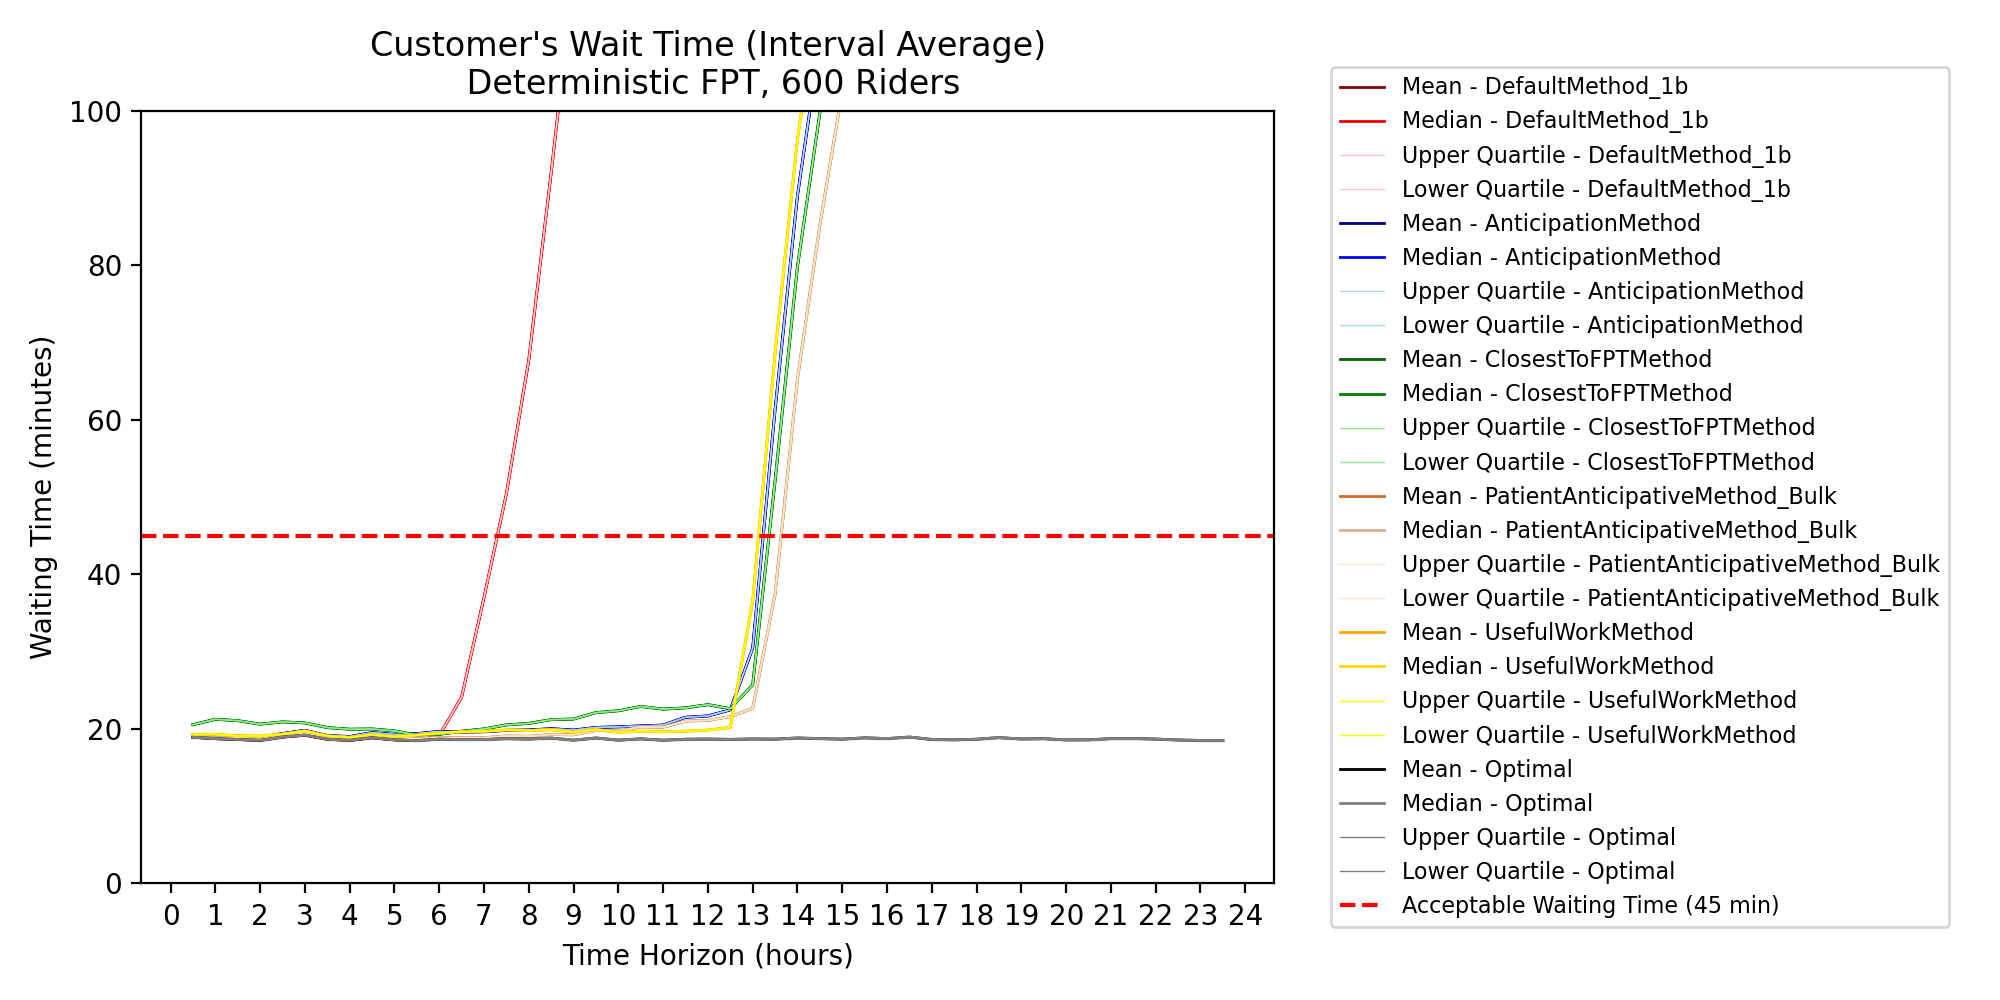 Customer's Wait Time (Interval Average)
Deterministic FPT, 600 Riders
100
80
60
40
20
0
Waiting Time (minutes)
0 1 2 3 4 5 6 7 8 9 10 11 12 13 14 15 16 17 18 19 20 21 22 23 24
Time Horizon (hours)
Mean - DefaultMethod_1b
Median - DefaultMethod_1b
Upper Quartile - DefaultMethod_1b
Lower Quartile - DefaultMethod_1b
Mean - AnticipationMethod
Median - AnticipationMethod
Upper Quartile - AnticipationMethod
Lower Quartile - AnticipationMethod
Mean - ClosestToFPTMethod
Median - ClosestToFPTMethod
Upper Quartile - ClosestToFPTMethod
Lower Quartile - ClosestToFPTMethod
Mean - PatientAnticipativeMethod_Bulk
Median - PatientAnticipativeMethod_Bulk
Upper Quartile - PatientAnticipativeMethod_Bulk
Lower Quartile - PatientAnticipativeMethod_Bulk
Mean - UsefulWorkMethod
Median - UsefulWorkMethod
Upper Quartile - UsefulWorkMethod
Lower Quartile - UsefulWorkMethod
Mean - Optimal
Median - Optimal
Upper Quartile - Optimal
Lower Quartile - Optimal
Acceptable Waiting Time (45 min)